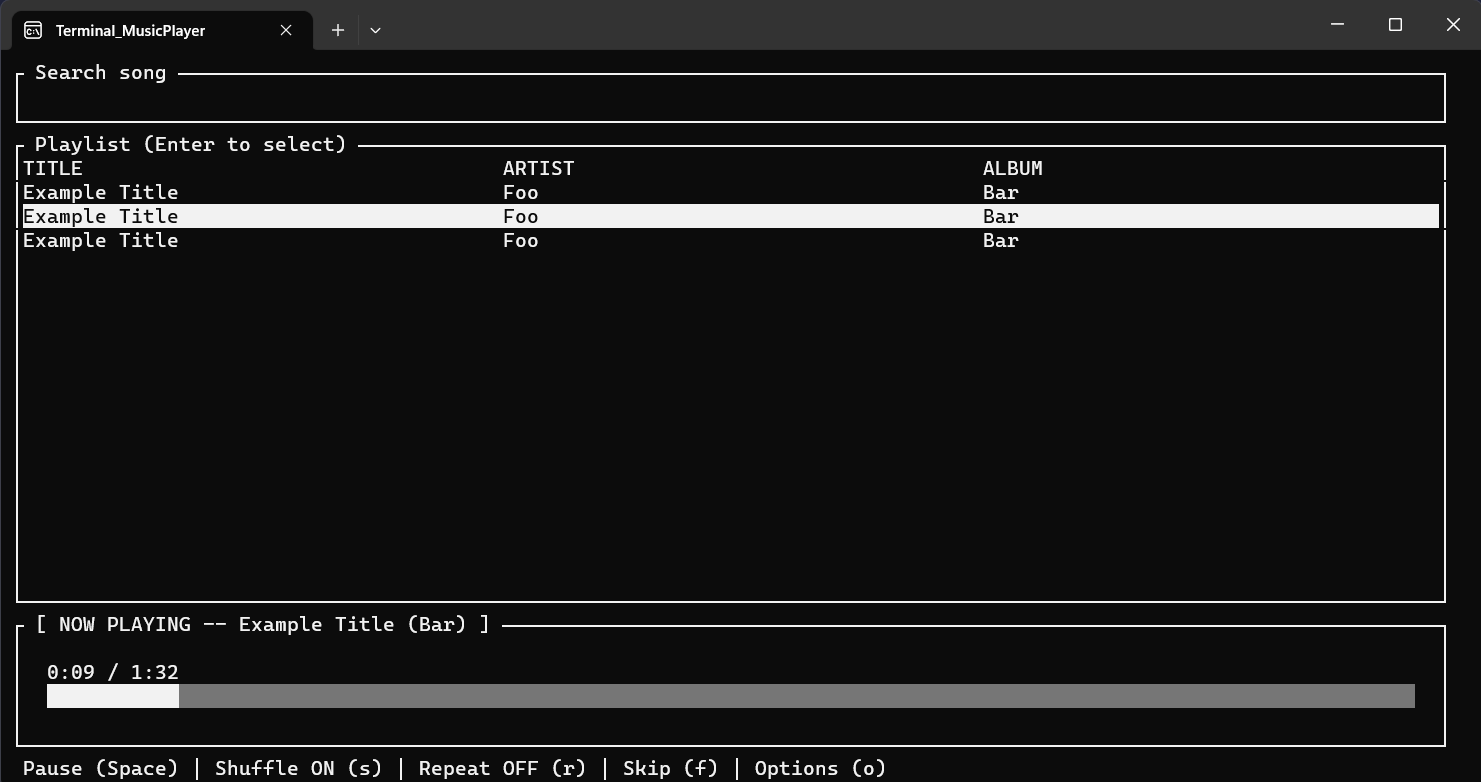 Terminal_MusicPlayer
Search song
Playlist (Enter to select)
TITLE ARTIST ALBUM
Example Title Foo Bar
Example Title Foo Bar
Example Title Foo Bar
[ NOW PLAYING -- Example Title (Bar) ]
0:09 / 1:32
Pause (Space) | Shuffle ON (s) | Repeat OFF (r) | Skip (f) | Options (o)